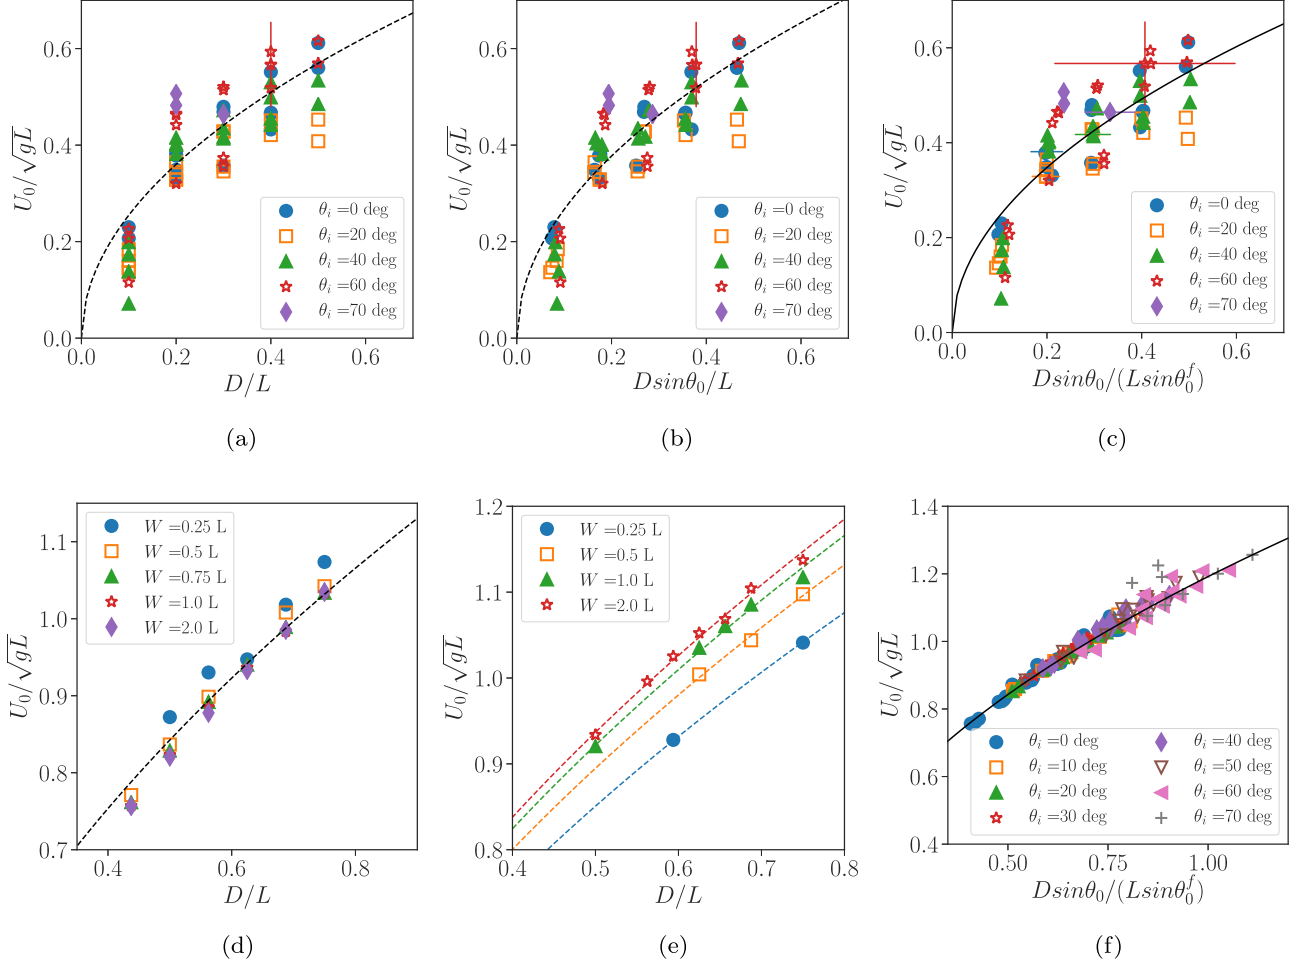 U₀/√gL
0.6
0.4
0.2
0.0
0.0 0.2 0.4 0.6
D/L
θᵢ =0 deg
θᵢ =20 deg
θᵢ =40 deg
θᵢ =60 deg
θᵢ =70 deg
(a)
U₀/√gL
0.6
0.4
0.2
0.0
0.0 0.2 0.4 0.6
Dsinθ₀/L
θᵢ =0 deg
θᵢ =20 deg
θᵢ =40 deg
θᵢ =60 deg
θᵢ =70 deg
(b)
U₀/√gL
0.6
0.4
0.2
0.0
0.0 0.2 0.4 0.6
Dsinθ₀/(Lsinθ₀ᶠ)
θᵢ =0 deg
θᵢ =20 deg
θᵢ =40 deg
θᵢ =60 deg
θᵢ =70 deg
(c)
U₀/√gL
1.1
1.0
0.9
0.8
0.7
0.4 0.6 0.8
D/L
W =0.25 L
W =0.5 L
W =0.75 L
W =1.0 L
W =2.0 L
(d)
U₀/√gL
1.2
1.1
1.0
0.9
0.8
0.4 0.5 0.6 0.7 0.8
D/L
W =0.25 L
W =0.5 L
W =1.0 L
W =2.0 L
(e)
U₀/√gL
1.4
1.2
1.0
0.8
0.6
0.4
0.50 0.75 1.00
Dsinθ₀/(Lsinθ₀ᶠ)
θᵢ =0 deg
θᵢ =10 deg
θᵢ =20 deg
θᵢ =30 deg
θᵢ =40 deg
θᵢ =50 deg
θᵢ =60 deg
θᵢ =70 deg
(f)